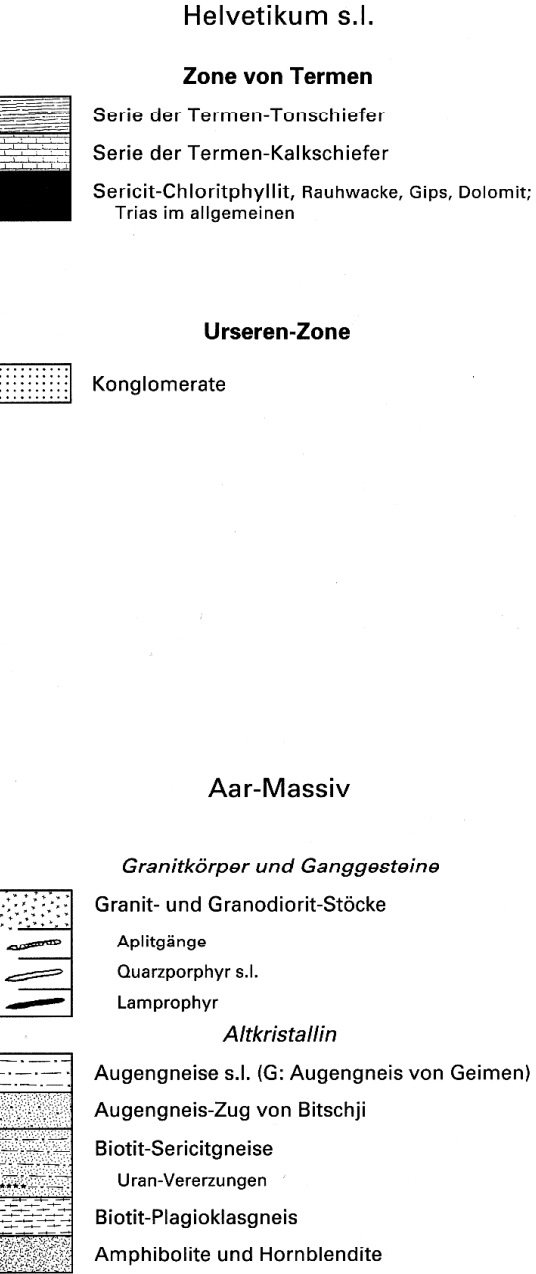 Helvetikum s.l.
Zone von Termen
Serie der Termen-Tonschiefer
Serie der Termen-Kalkschiefer
Sericit-Chloritphyllit, Rauhwacke, Gips, Dolomit;
Trias im allgemeinen
Urseren-Zone
Konglomerate
Aar-Massiv
Granitkörper und Ganggesteine
Granit- und Granodiorit-Stöcke
Aplitgänge
Quarzporphyr s.l.
Lamprophyr
Altkristallin
Augengneise s.l. (G: Augengneis von Geimen)
Augengneis-Zug von Bitschji
Biotit-Sericitgneise
Uran-Vererzungen
Biotit-Plagioklasgneis
Amphibolite und Hornblendite